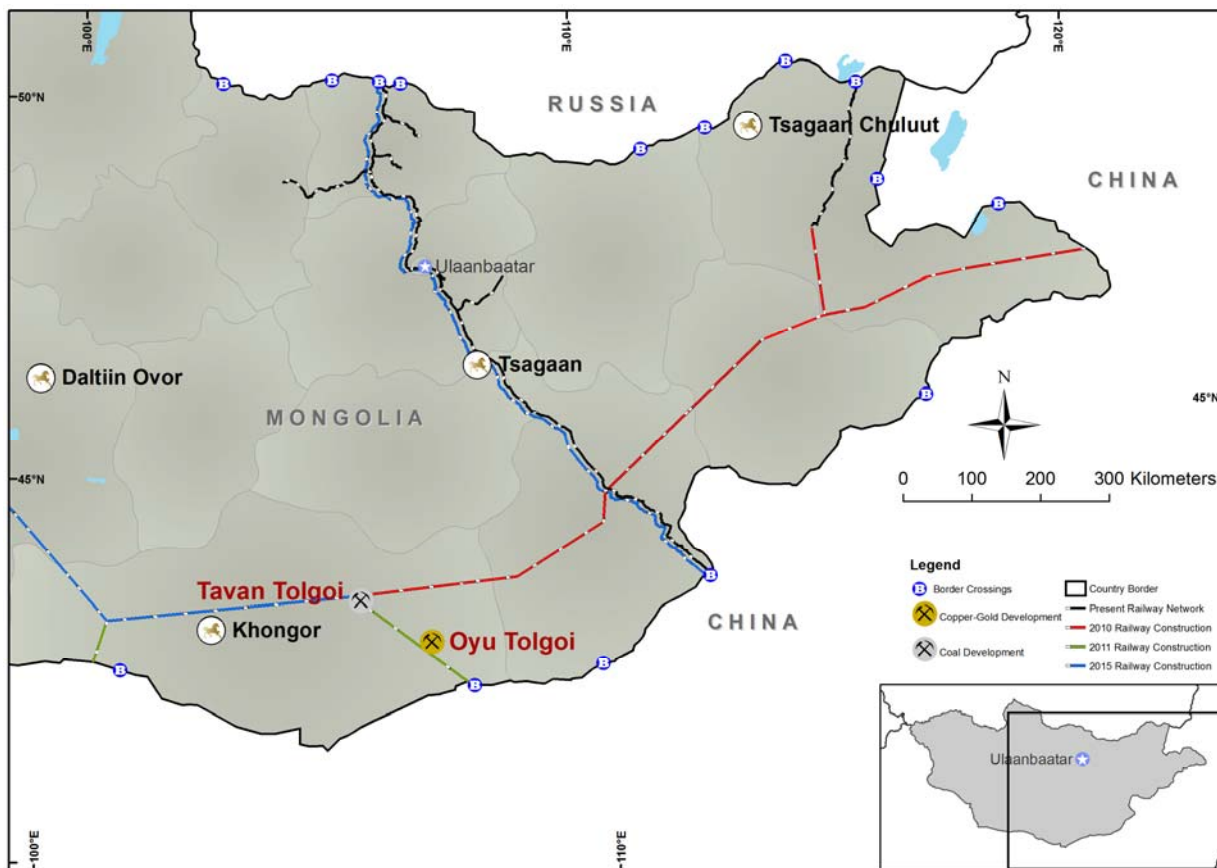 100°E
110°E
120°E
50°N
RUSSIA
B
B
B
B
B
B
B
B
B
B
B
Tsagaan Chuluut
CHINA
Ulaanbaatar
Tsagaan
Daltiin Ovor
MONGOLIA
B
45°N
N
45°N
0 100 200 300 Kilometers
Tavan Tolgoi
B
Khongor
Oyu Tolgoi
CHINA
B
B
B
Legend
B Border Crossings
Copper-Gold Development
Coal Development
Country Border
Present Railway Network
2010 Railway Construction
2011 Railway Construction
2015 Railway Construction
Ulaanbaatar
100°E
110°E